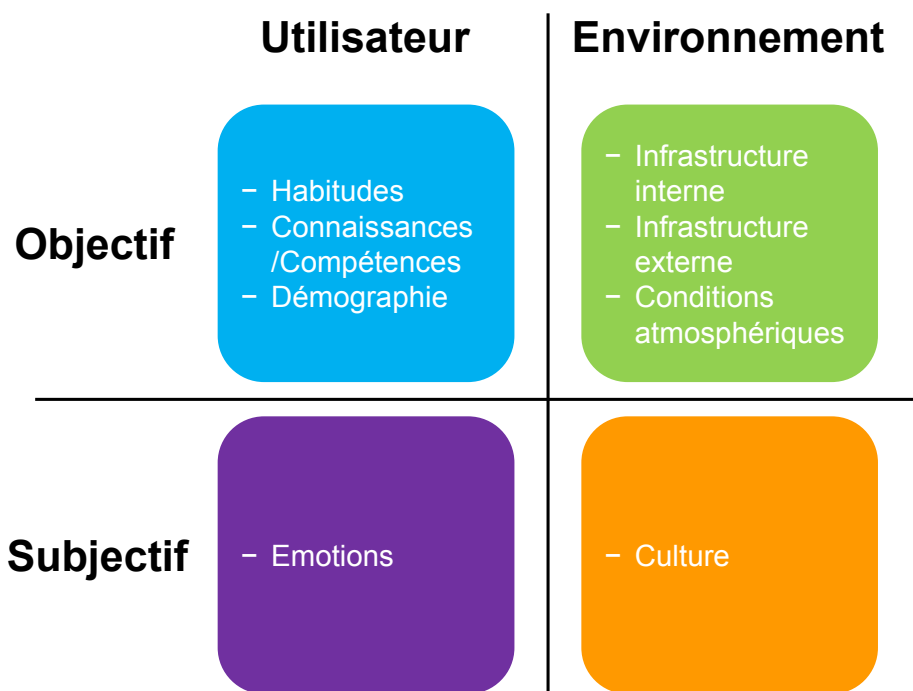 Utilisateur
Environnement
Objectif
− Habitudes
− Connaissances
/Compétences
− Démographie
− Infrastructure
interne
− Infrastructure
externe
− Conditions
atmosphériques
Subjectif
− Emotions
− Culture